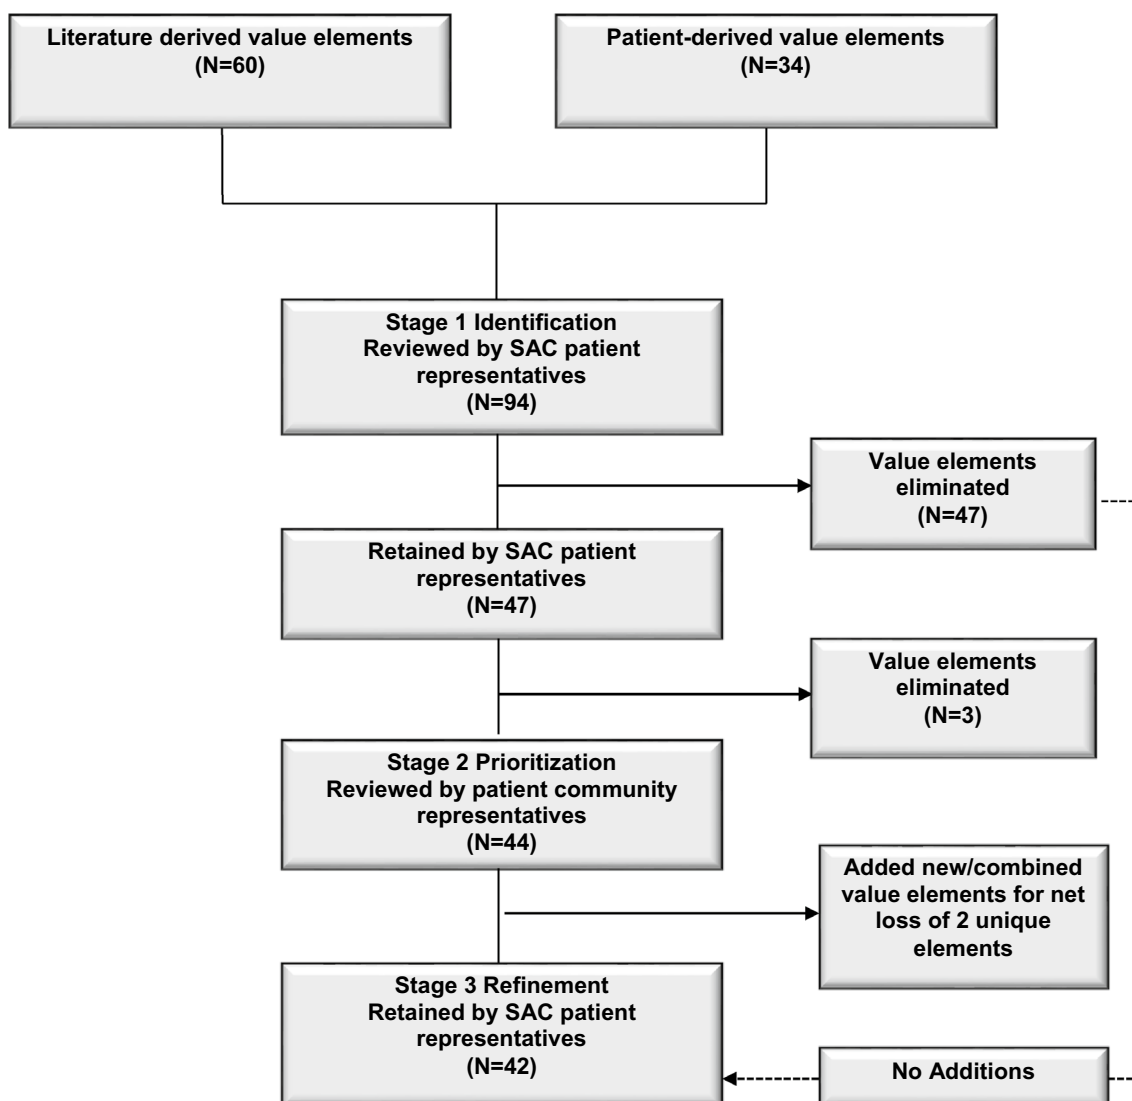 Literature derived value elements
(N=60)
Patient-derived value elements
(N=34)
Stage 1 Identification
Reviewed by SAC patient
representatives
(N=94)
Value elements
eliminated
(N=47)
Retained by SAC patient
representatives
(N=47)
Value elements
eliminated
(N=3)
Stage 2 Prioritization
Reviewed by patient community
representatives
(N=44)
Added new/combined
value elements for net
loss of 2 unique
elements
Stage 3 Refinement
Retained by SAC patient
representatives
(N=42)
No Additions